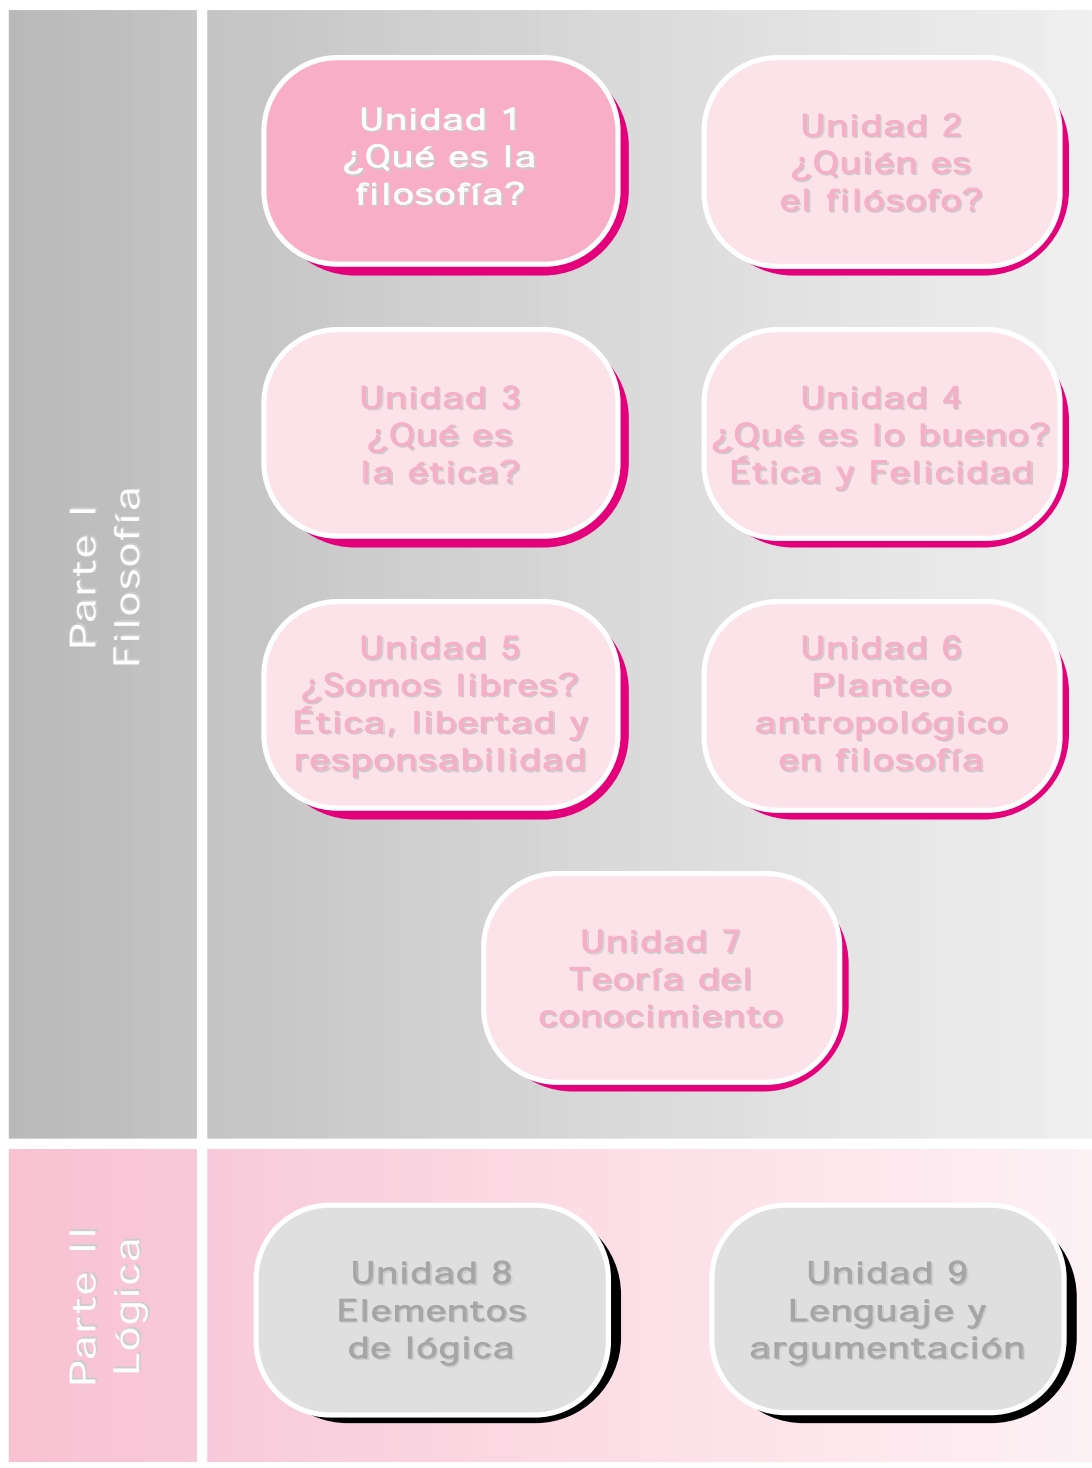 Parte I
Filosofía
Unidad 1
¿Qué es la
filosofía?
Unidad 2
¿Quién es
el filósofo?
Unidad 3
¿Qué es
la ética?
Unidad 4
¿Qué es lo bueno?
Ética y Felicidad
Unidad 5
¿Somos libres?
Ética, libertad y
responsabilidad
Unidad 6
Planteo
antropológico
en filosofía
Unidad 7
Teoría del
conocimiento
Parte II
Lógica
Unidad 8
Elementos
de lógica
Unidad 9
Lenguaje y
argumentación